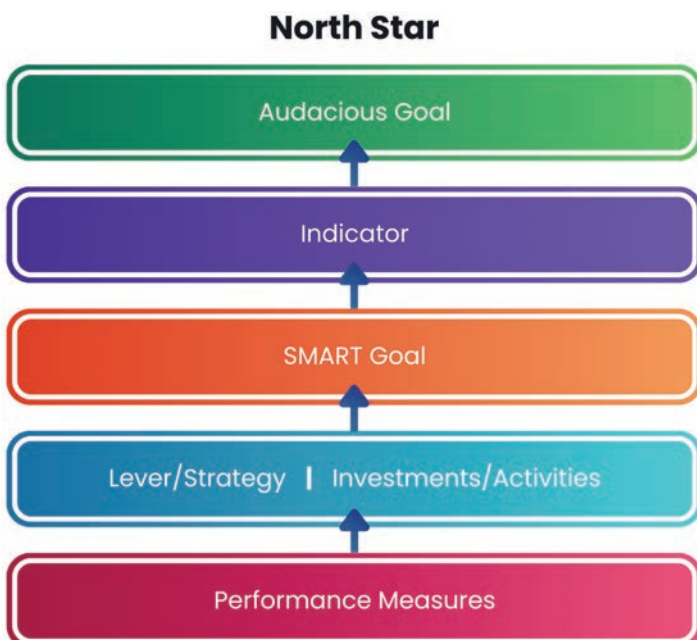 North Star
Audacious Goal
Indicator
SMART Goal
Lever/Strategy | Investments/Activities
Performance Measures